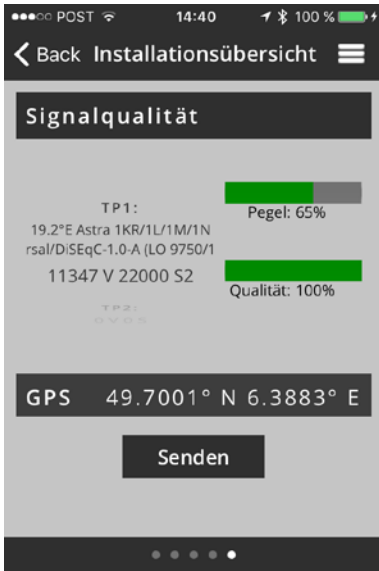 POST 14:40 100 %
Back Installationsübersicht
Signalqualität
TP1:
19.2°E Astra 1KR/1L/1M/1N
rsal/DiSEqC-1.0-A (LO 9750/1
11347 V 22000 S2
TP2:
Pegel: 65%
Qualität: 100%
GPS 49.7001° N 6.3883° E
Senden